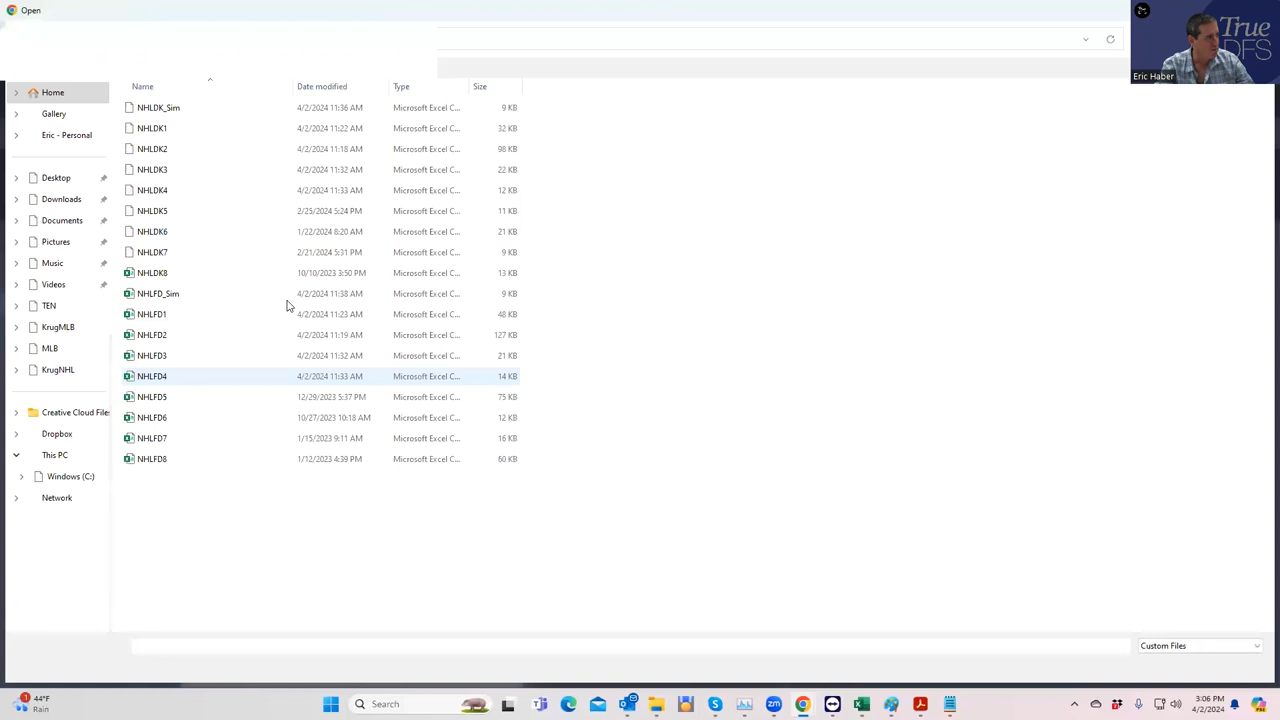 Open
True
DFS
Eric Haber
Name Date modified Type Size
Home
Gallery
Eric - Personal
Desktop
Downloads
Documents
Pictures
Music
Videos
TEN
KrugMLB
MLB
KrugNHL
Creative Cloud Files
Dropbox
This PC
Windows (C:)
Network
NHLDK_Sim 4/2/2024 11:36 AM Microsoft Excel C... 9 KB
NHLDK1 4/2/2024 11:22 AM Microsoft Excel C... 32 KB
NHLDK2 4/2/2024 11:18 AM Microsoft Excel C... 98 KB
NHLDK3 4/2/2024 11:32 AM Microsoft Excel C... 22 KB
NHLDK4 4/2/2024 11:33 AM Microsoft Excel C... 12 KB
NHLDK5 2/25/2024 5:24 PM Microsoft Excel C... 11 KB
NHLDK6 1/22/2024 8:20 AM Microsoft Excel C... 21 KB
NHLDK7 2/21/2024 5:31 PM Microsoft Excel C... 9 KB
NHLDK8 10/10/2023 3:50 PM Microsoft Excel C... 13 KB
NHLFD_Sim 4/2/2024 11:38 AM Microsoft Excel C... 9 KB
NHLFD1 4/2/2024 11:23 AM Microsoft Excel C... 48 KB
NHLFD2 4/2/2024 11:19 AM Microsoft Excel C... 127 KB
NHLFD3 4/2/2024 11:32 AM Microsoft Excel C... 21 KB
NHLFD4 4/2/2024 11:33 AM Microsoft Excel C... 14 KB
NHLFD5 12/29/2023 5:37 PM Microsoft Excel C... 75 KB
NHLFD6 10/27/2023 10:18 AM Microsoft Excel C... 12 KB
NHLFD7 1/15/2023 9:11 AM Microsoft Excel C... 16 KB
NHLFD8 1/12/2023 4:39 PM Microsoft Excel C... 60 KB
Custom Files
1
44°F
Rain
Search
zm
3:06 PM
4/2/2024